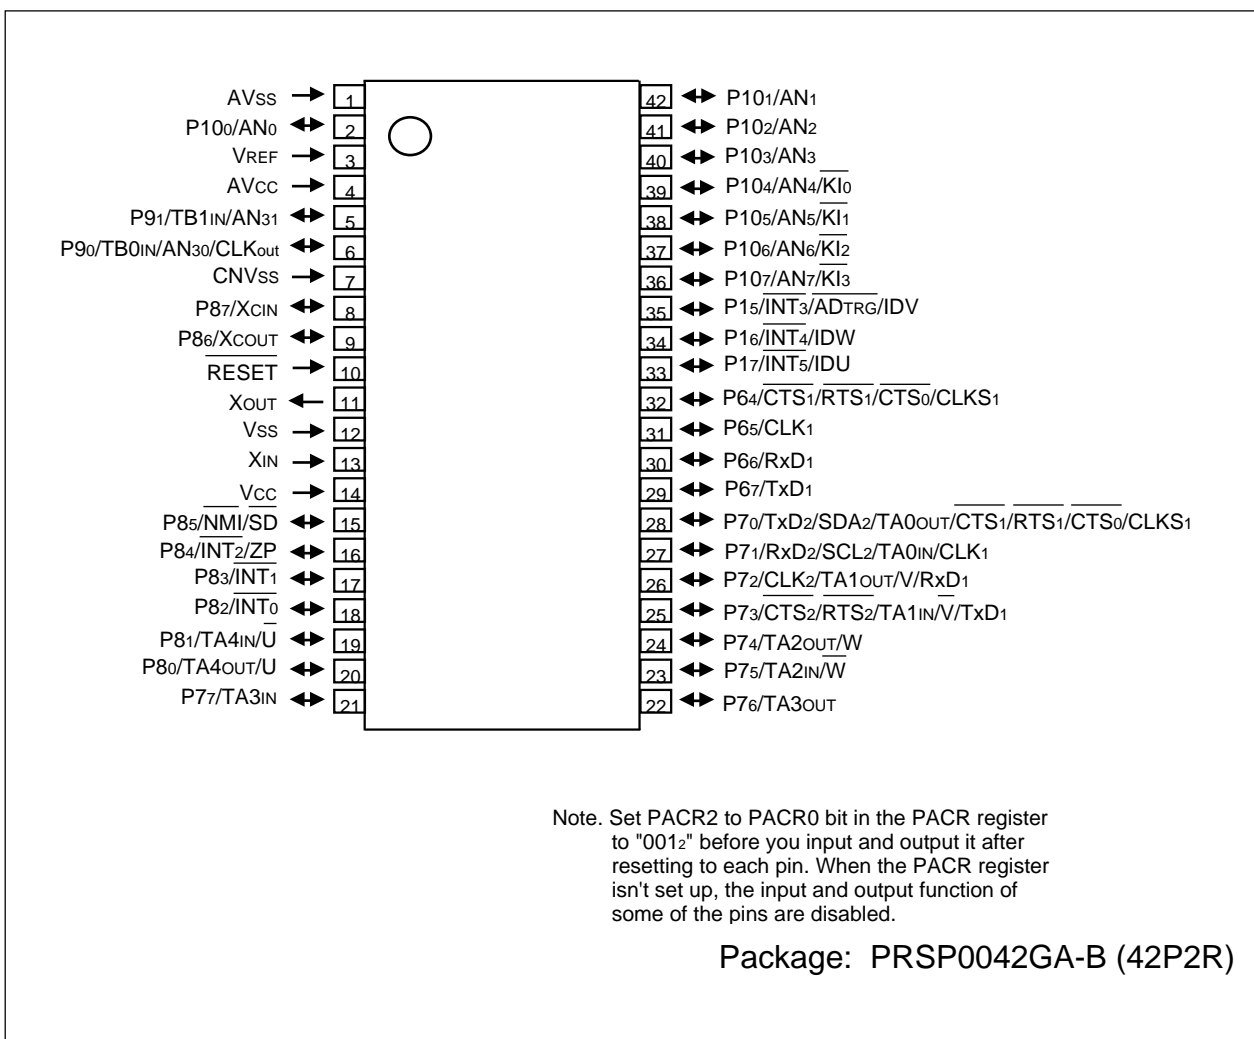 AVSS 1
P100/AN0 2
VREF 3
AVCC 4
P91/TB1IN/AN31 5
P90/TB0IN/AN30/CLKout 6
CNVSS 7
P87/XCIN 8
P86/XCOUT 9
RESET 10
XOUT 11
VSS 12
XIN 13
VCC 14
P85/NMI/SD 15
P84/INT2/ZP 16
P83/INT1 17
P82/INT0 18
P81/TA4IN/U 19
P80/TA4OUT/U 20
P77/TA3IN 21
42 P101/AN1
41 P102/AN2
40 P103/AN3
39 P104/AN4/KI0
38 P105/AN5/KI1
37 P106/AN6/KI2
36 P107/AN7/KI3
35 P15/INT3/ADTRG/IDV
34 P16/INT4/IDW
33 P17/INT5/IDU
32 P64/CTS1/RTS1/CTS0/CLKS1
31 P65/CLK1
30 P66/RxD1
29 P67/TxD1
28 P70/TxD2/SDA2/TA0OUT/CTS1/RTS1/CTS0/CLKS1
27 P71/RxD2/SCL2/TA0IN/CLK1
26 P72/CLK2/TA1OUT/V/RxD1
25 P73/CTS2/RTS2/TA1IN/V/TxD1
24 P74/TA2OUT/W
23 P75/TA2IN/W
22 P76/TA3OUT
Note. Set PACR2 to PACR0 bit in the PACR register
to "0012" before you input and output it after
resetting to each pin. When the PACR register
isn't set up, the input and output function of
some of the pins are disabled.
Package: PRSP0042GA-B (42P2R)